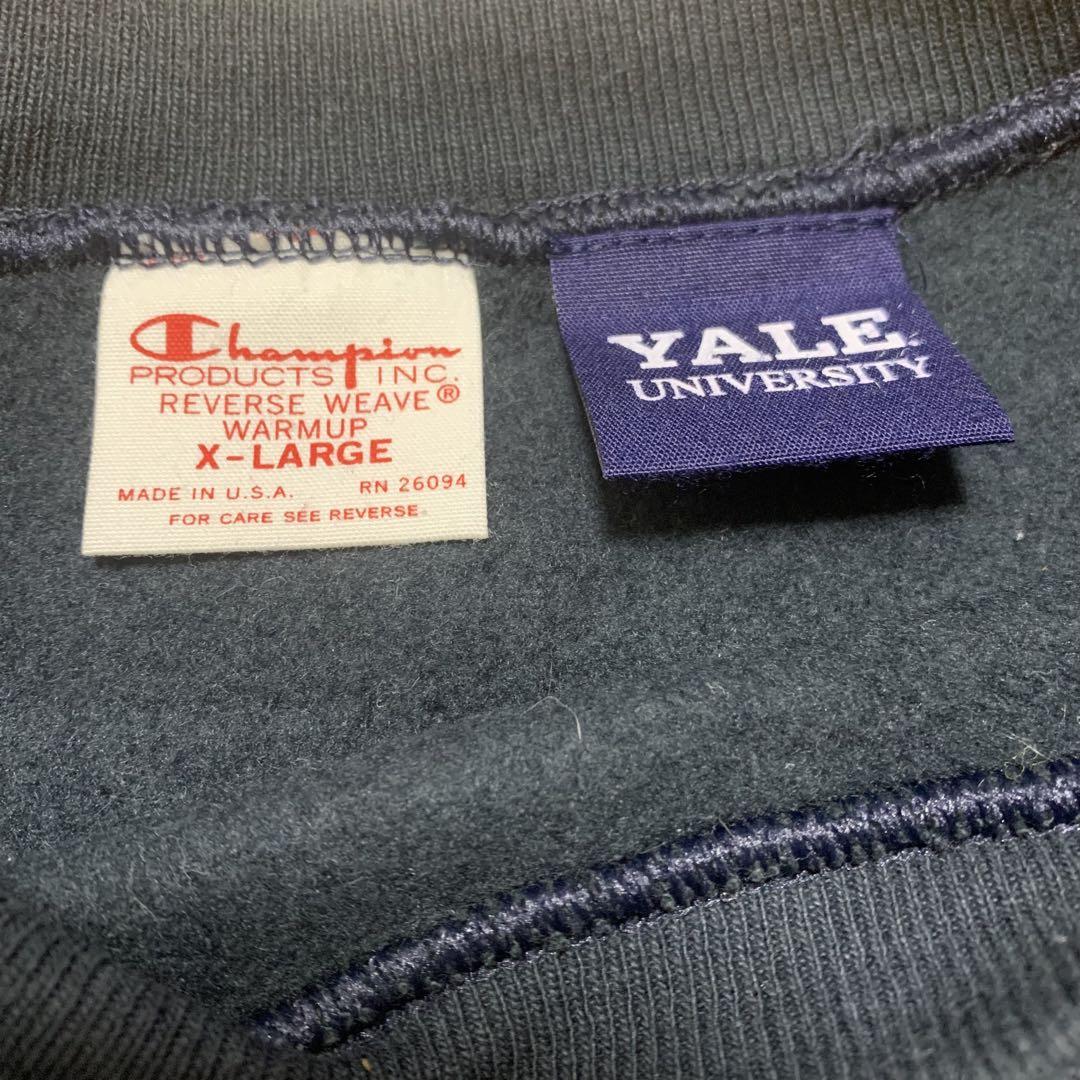 Champion
PRODUCTS INC.
REVERSE WEAVE®
WARMUP
X-LARGE
MADE IN U.S.A. RN 26094
FOR CARE SEE REVERSE.
YALE
UNIVERSITY